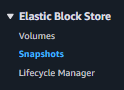 Elastic Block Store
Volumes
Snapshots
Lifecycle Manager